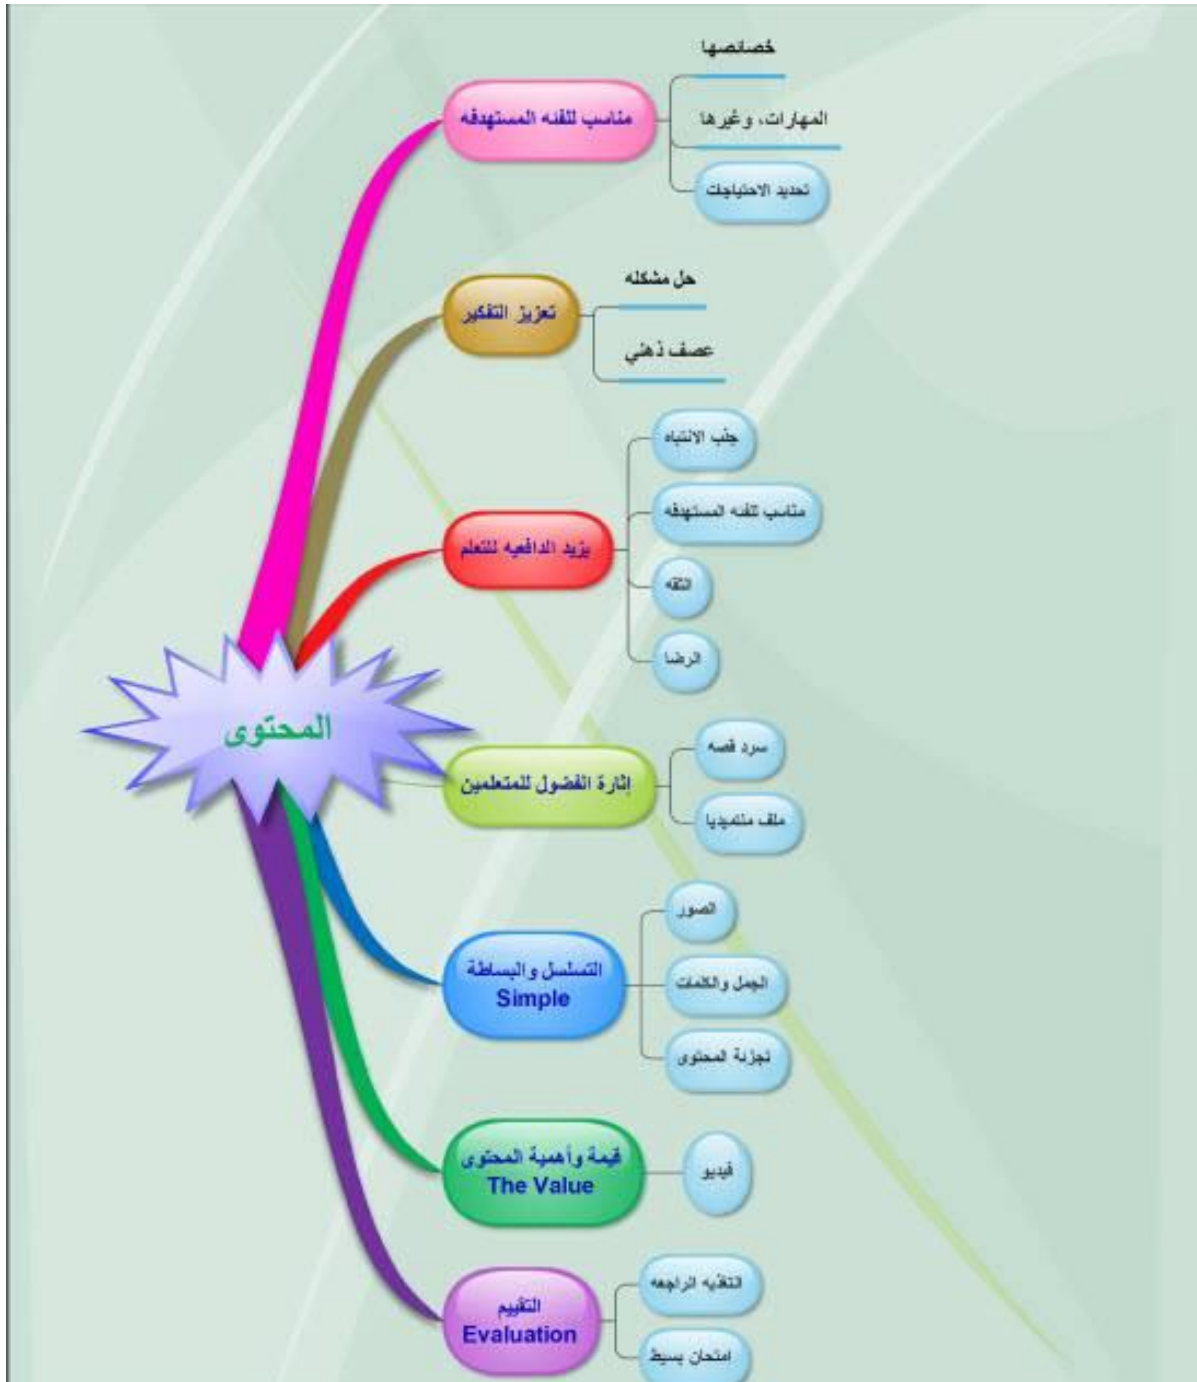 خصائصها
مناسب للفئه المستهدفه
المهارات، وغيرها
تحديد الاحتياجات
حل مشكله
تعزيز التفكير
عصف ذهني
جذب الانتباه
مناسب للفئه المستهدفه
يزيد الدافعيه للتعلم
الثقه
الرضا
المحتوى
سرد قصه
إثارة الفضول للمتعلمين
ملف ملتميديا
الصور
التسلسل والبساطة
Simple
الجمل والكلمات
تجزئة المحتوى
قيمة وأهمية المحتوى
The Value
فيديو
التغذيه الراجعه
التقييم
Evaluation
امتحان بسيط